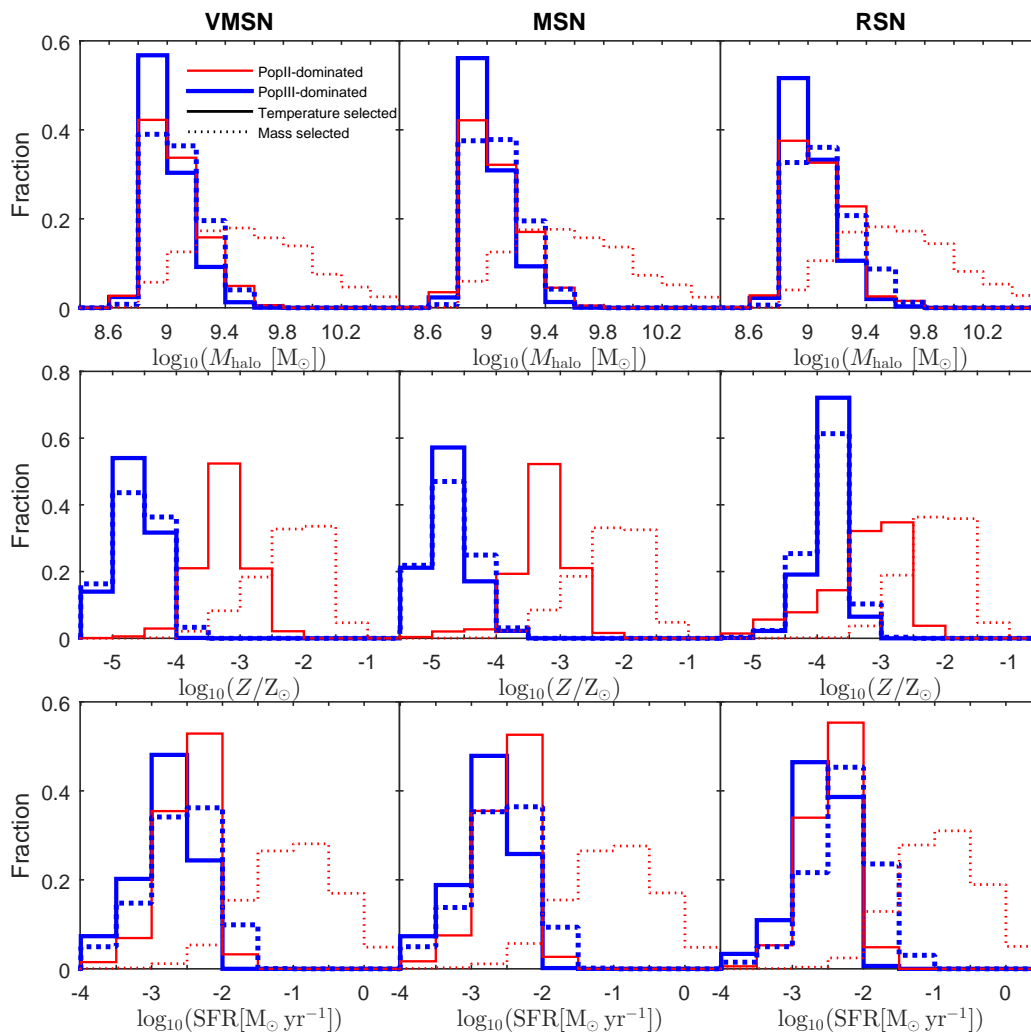 VMSN MSN RSN
0.6
PopII-dominated
PopIII-dominated
Temperature selected
Mass selected
0.4
Fraction
0.2
0
8.6 9 9.4 9.8 10.2 8.6 9 9.4 9.8 10.2 8.6 9 9.4 9.8 10.2
log₁₀(M_halo [M⊙]) log₁₀(M_halo [M⊙]) log₁₀(M_halo [M⊙])
0.8
0.6
Fraction
0.4
0.2
0
-5 -4 -3 -2 -1 -5 -4 -3 -2 -1 -5 -4 -3 -2 -1
log₁₀(Z/Z⊙) log₁₀(Z/Z⊙) log₁₀(Z/Z⊙)
0.6
0.4
Fraction
0.2
0
-4 -3 -2 -1 0 -4 -3 -2 -1 0 -4 -3 -2 -1 0
log₁₀(SFR[M⊙ yr⁻¹]) log₁₀(SFR[M⊙ yr⁻¹]) log₁₀(SFR[M⊙ yr⁻¹])